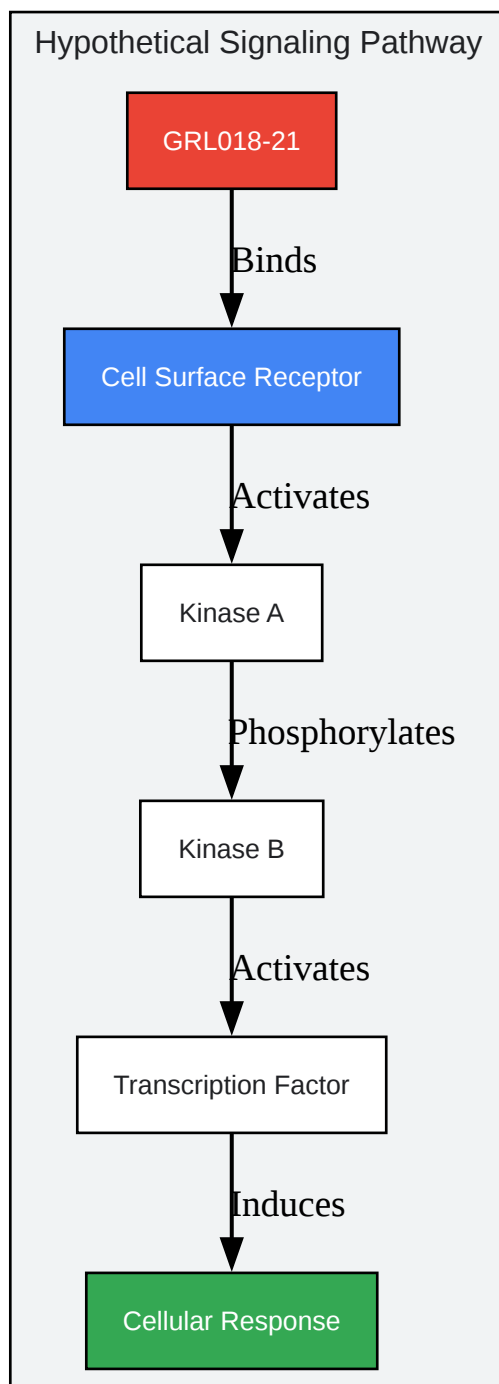 Hypothetical Signaling Pathway
GRL018-21
Binds
Cell Surface Receptor
Activates
Kinase A
Phosphorylates
Kinase B
Activates
Transcription Factor
Induces
Cellular Response